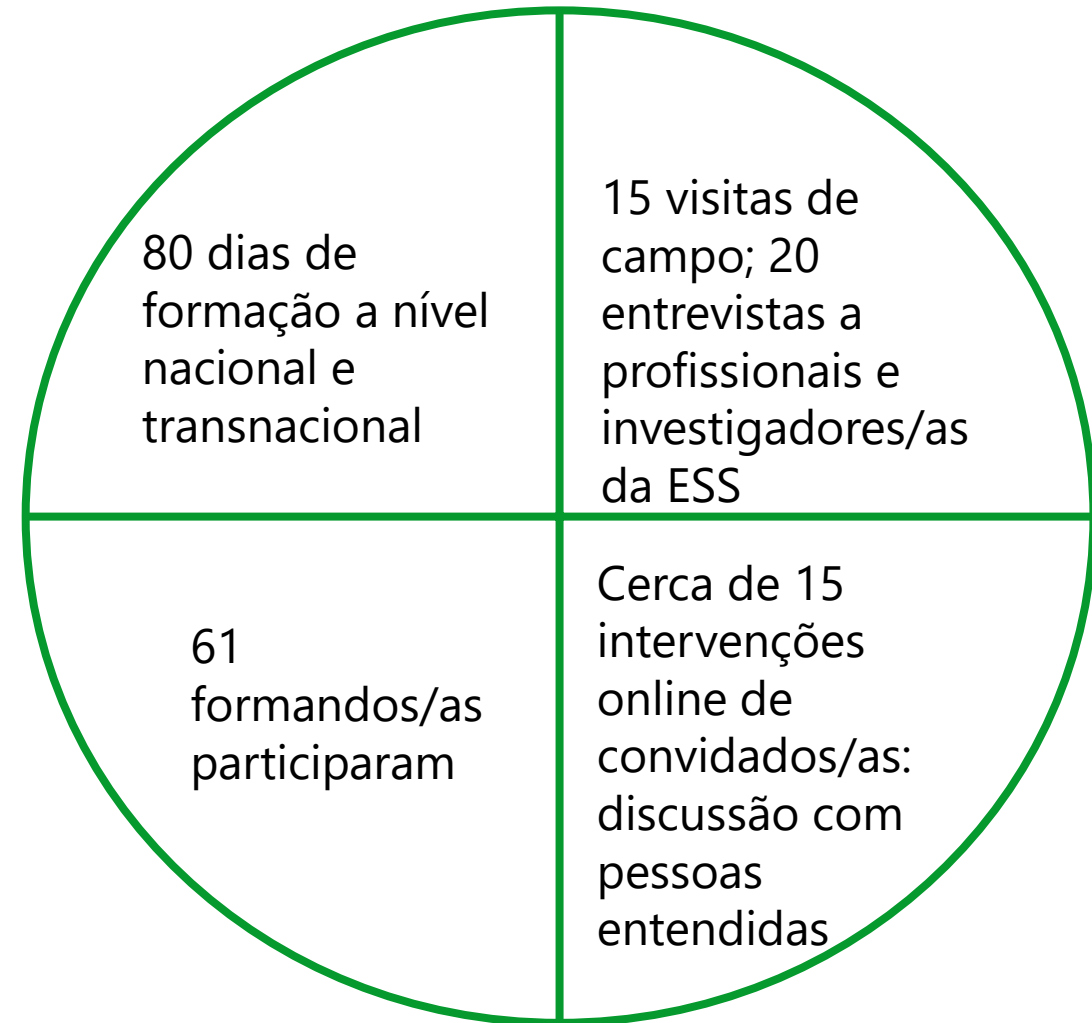 80 dias de
formação a nível
nacional e
transnacional
15 visitas de
campo; 20
entrevistas a
profissionais e
investigadores/as
da ESS
61
formandos/as
participaram
Cerca de 15
intervenções
online de
convidados/as:
discussão com
pessoas
entendidas